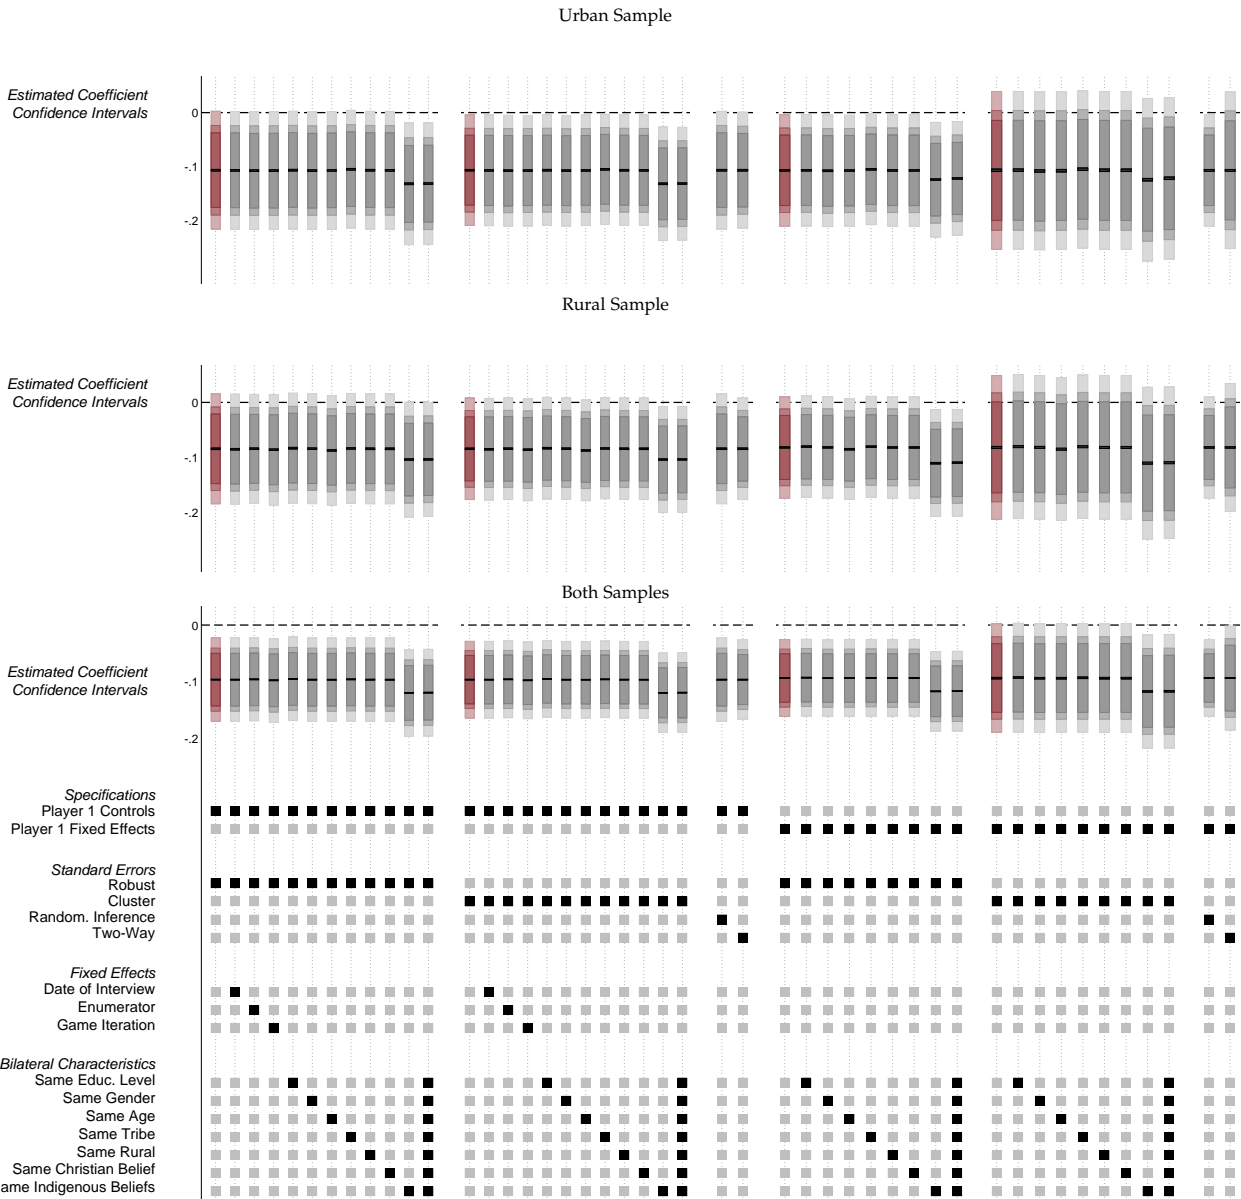 Urban Sample
Estimated Coefficient
Confidence Intervals
0
-.1
-.2
Rural Sample
Estimated Coefficient
Confidence Intervals
0
-.1
-.2
Both Samples
Estimated Coefficient
Confidence Intervals
0
-.1
-.2
Specifications
Player 1 Controls
Player 1 Fixed Effects
Standard Errors
Robust
Cluster
Random. Inference
Two-Way
Fixed Effects
Date of Interview
Enumerator
Game Iteration
Bilateral Characteristics
Same Educ. Level
Same Gender
Same Age
Same Tribe
Same Rural
Same Christian Belief
ame Indigenous Beliefs